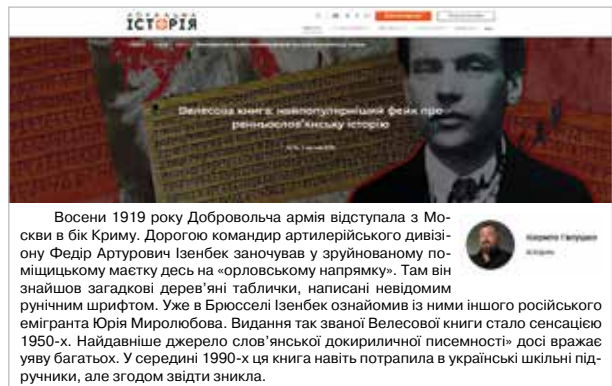 ІСТОРІЯ
Велесова книга: найпопулярніший фейк про
ранньослов'янську історію
Восени 1919 року Добровольча армія відступала з Мо-
скви в бік Криму. Дорогою командир артилерійського дивізі-
ону Федір Артурович Ізенбек заночував у зруйнованому по-
міщицькому маєтку десь на «орловському напрямку». Там він
знайшов загадкові дерев'яні таблички, написані невідомим
рунічним шрифтом. Уже в Брюсселі Ізенбек ознайомив із ними іншого російського
емігранта Юрія Миролюбова. Видання так званої Велесової книги стало сенсацією
1950-х. Найдавніше джерело слов'янської докириличної писемності» досі вражає
уяву багатьох. У середині 1990-х ця книга навіть потрапила в українські шкільні під-
ручники, але згодом звідти зникла.